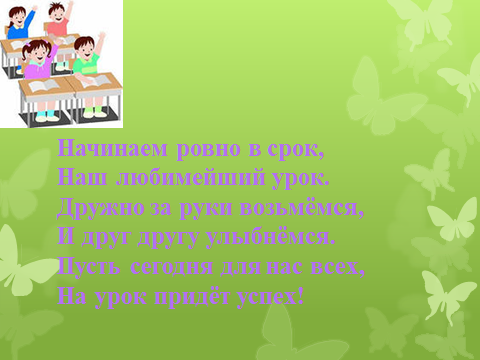 Начинаем ровно в срок,
Наш любимейший урок.
Дружно за руки возьмёмся,
И друг другу улыбнёмся.
Пусть сегодня для нас всех,
На урок придёт успех!